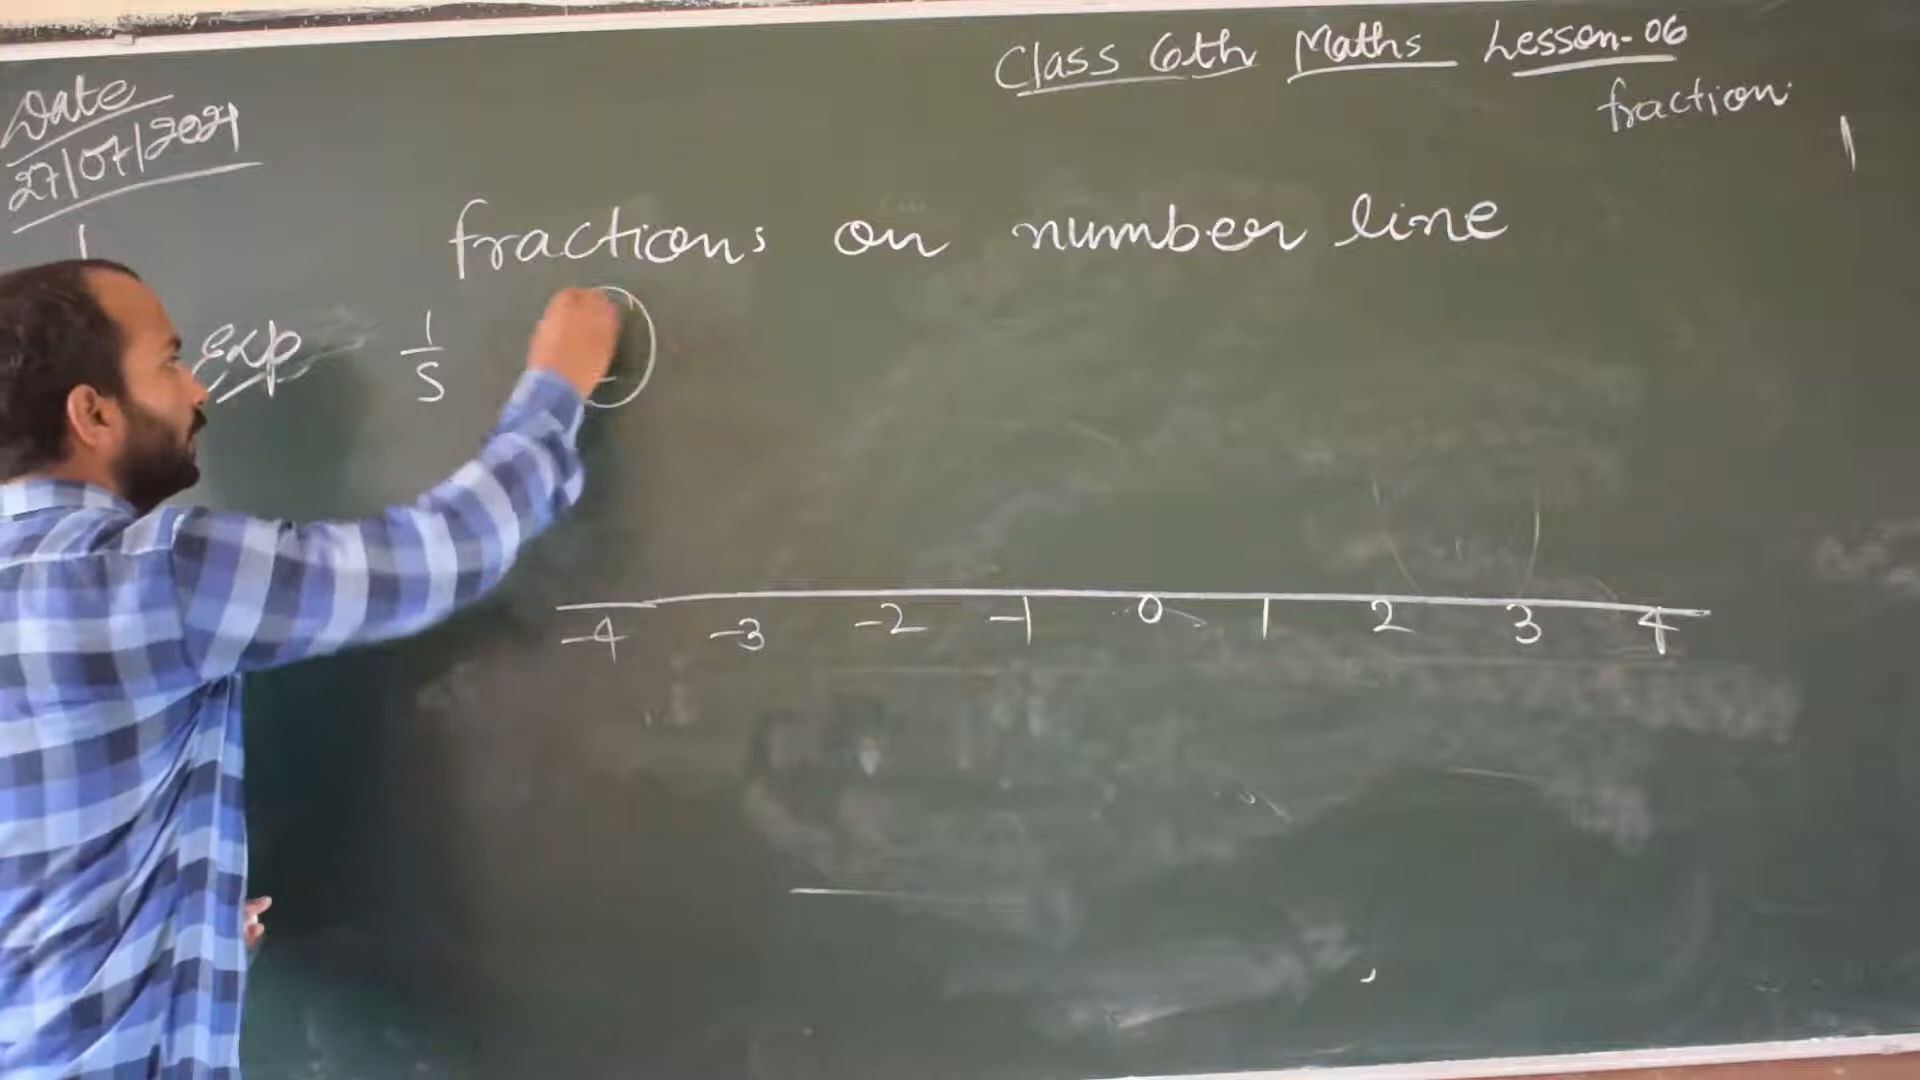 Class 6th Maths Lesson-06
fraction
Date
27/07/2021
fractions on number line
exp 1/5
-4 -3 -2 -1 0 1 2 3 4